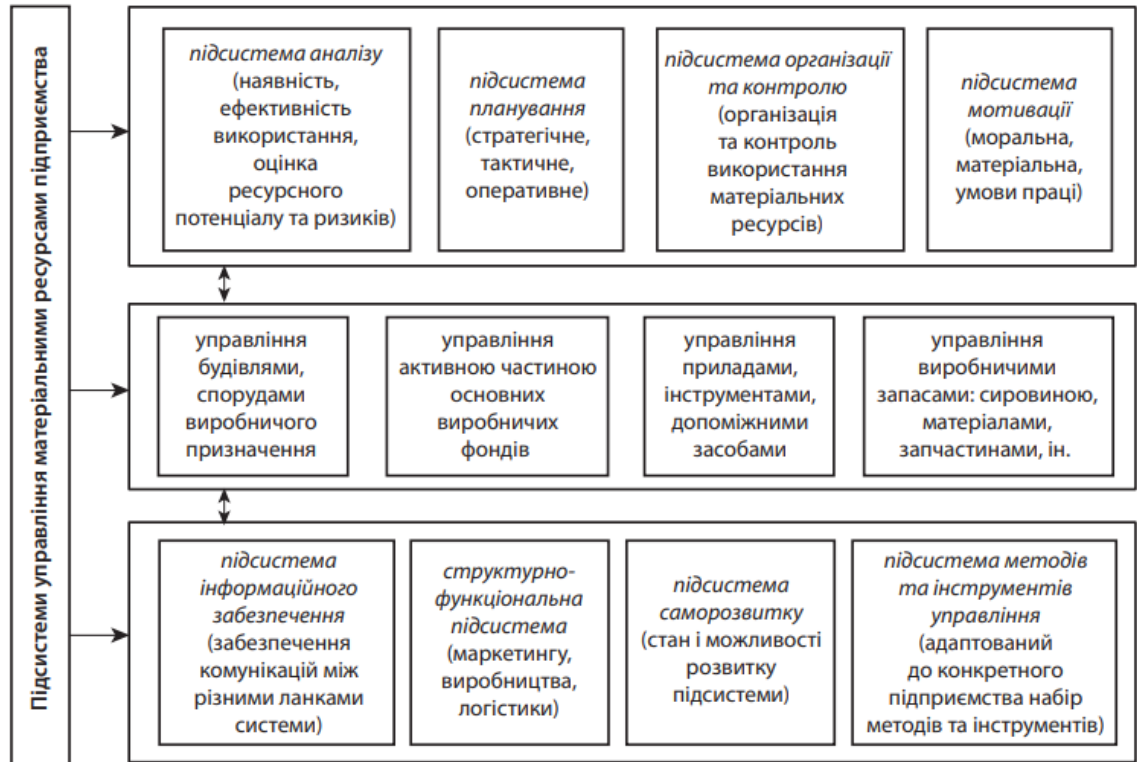 Підсистеми управління матеріальними ресурсами підприємства
підсистема аналізу
(наявність,
ефективність
використання,
оцінка
ресурсного
потенціалу та ризиків)
підсистема
планування
(стратегічне,
тактичне,
оперативне)
підсистема організації
та контролю
(організація
та контроль
використання
матеріальних
ресурсів)
підсистема
мотивації
(моральна,
матеріальна,
умови праці)
управління
будівлями,
спорудами
виробничого
призначення
управління
активною частиною
основних
виробничих
фондів
управління
приладами,
інструментами,
допоміжними
засобами
управління
виробничими
запасами: сировиною,
матеріалами,
запчастинами, ін.
підсистема
інформаційного
забезпечення
(забезпечення
комунікацій між
різними ланками
системи)
структурно-
функціональна
підсистема
(маркетингу,
виробництва,
логістики)
підсистема
саморозвитку
(стан і можливості
розвитку
підсистеми)
підсистема методів
та інструментів
управління
(адаптований
до конкретного
підприємства набір
методів та інструментів)